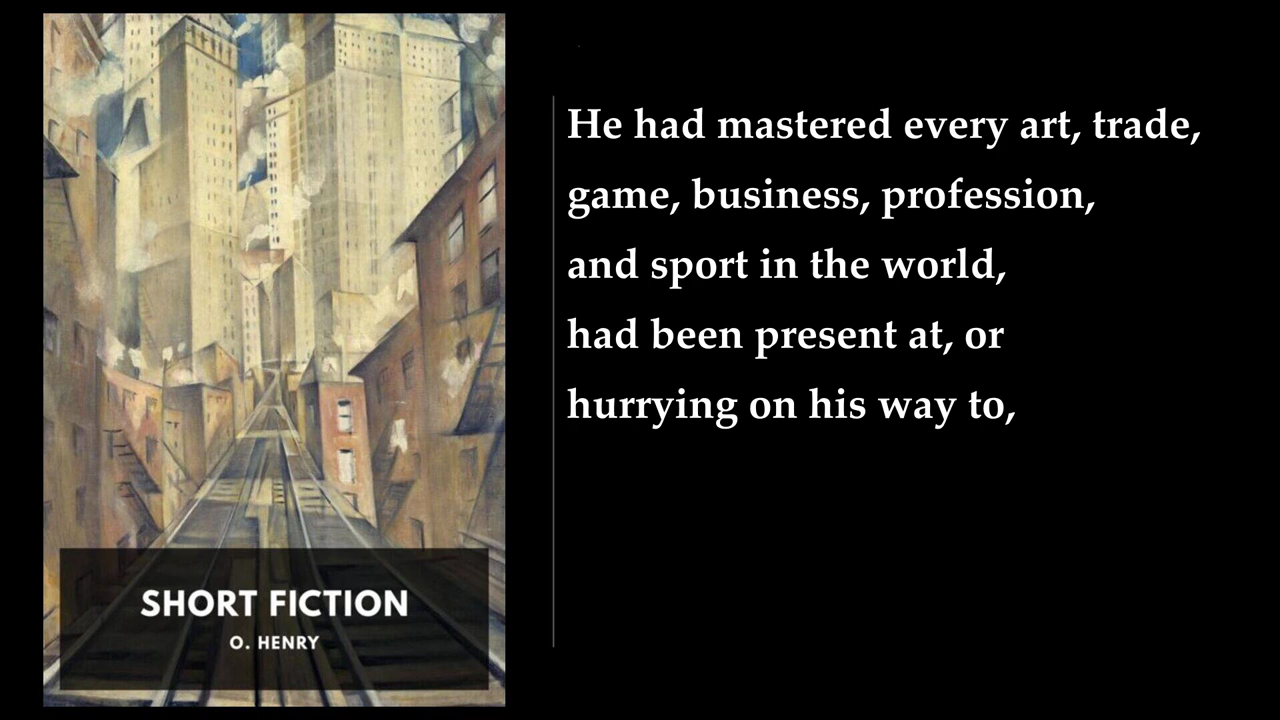 He had mastered every art, trade,
game, business, profession,
and sport in the world,
had been present at, or
hurrying on his way to,
SHORT FICTION
O. HENRY